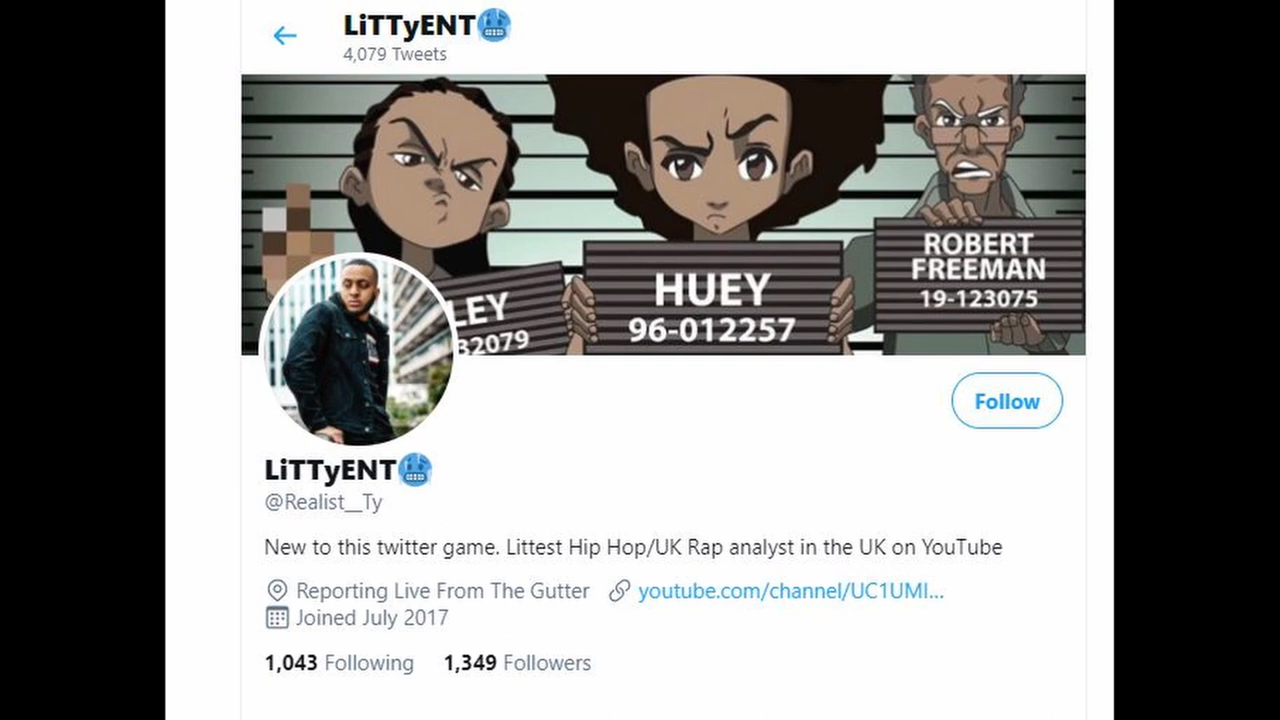 LiTTyENT🥶
4,079 Tweets
LEY
32079
HUEY
96-012257
ROBERT
FREEMAN
19-123075
Follow
LiTTyENT🥶
@Realist__Ty
New to this twitter game. Littest Hip Hop/UK Rap analyst in the UK on YouTube
Reporting Live From The Gutter youtube.com/channel/UC1UMI...
Joined July 2017
1,043 Following 1,349 Followers